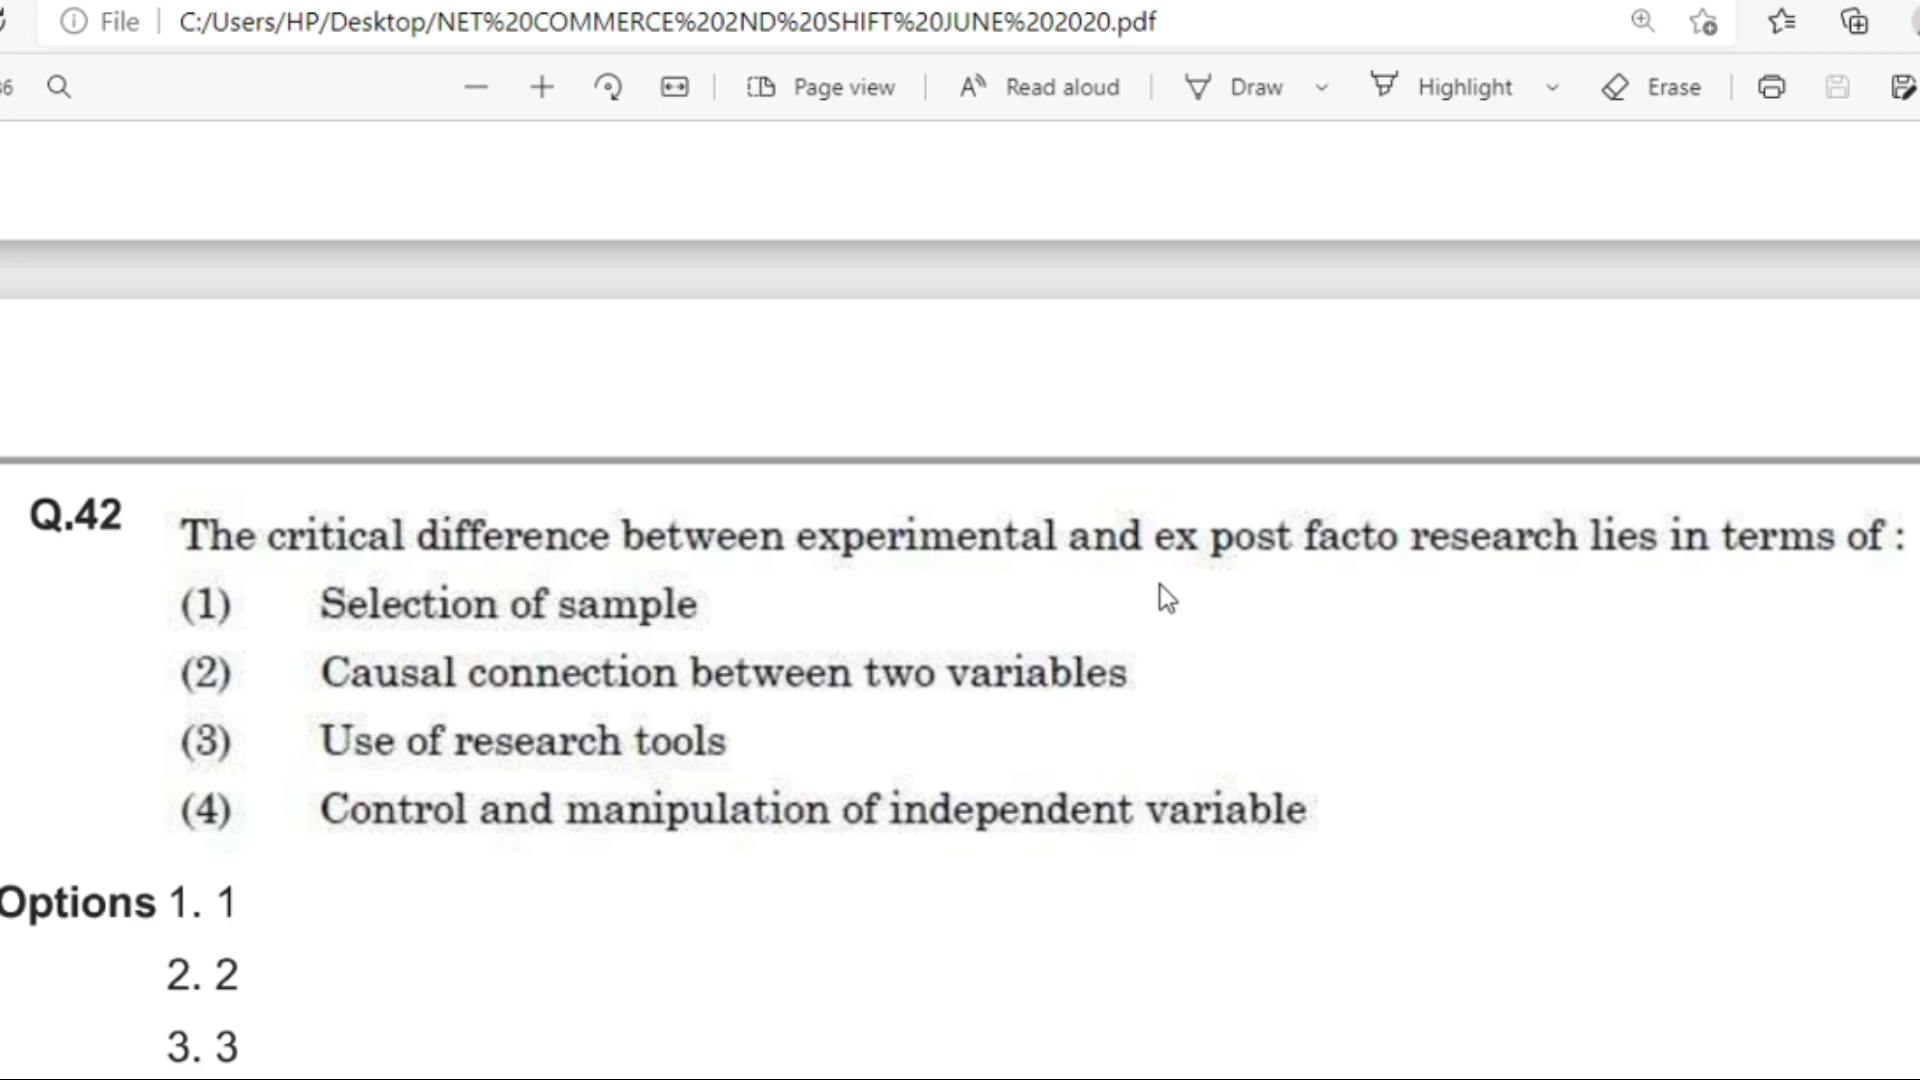 File | C:/Users/HP/Desktop/NET%20COMMERCE%202ND%20SHIFT%20JUNE%202020.pdf
Page view | Read aloud | Draw Highlight Erase
Q.42 The critical difference between experimental and ex post facto research lies in terms of :
(1) Selection of sample
(2) Causal connection between two variables
(3) Use of research tools
(4) Control and manipulation of independent variable
Options 1. 1
2. 2
3. 3